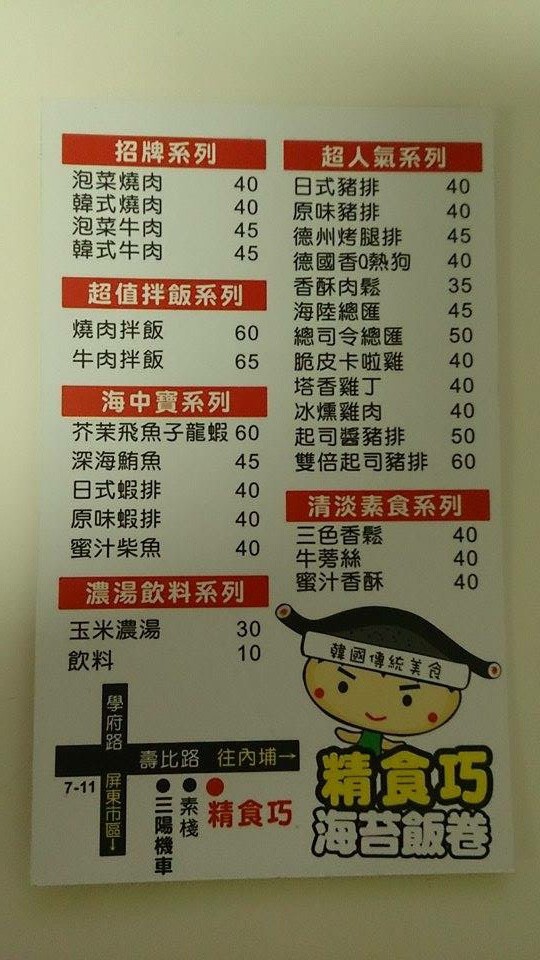 招牌系列
泡菜燒肉 40
韓式燒肉 40
泡菜牛肉 45
韓式牛肉 45
超值拌飯系列
燒肉拌飯 60
牛肉拌飯 65
海中寶系列
芥茉飛魚子龍蝦 60
深海鮪魚 45
日式蝦排 40
原味蝦排 40
蜜汁柴魚 40
濃湯飲料系列
玉米濃湯 30
飲料 10
超人氣系列
日式豬排 40
原味豬排 40
德州烤腿排 45
德國香Q熱狗 40
香酥肉鬆 35
海陸總匯 45
總司令總匯 50
脆皮卡啦雞 40
塔香雞丁 40
冰燻雞肉 40
起司醬豬排 50
雙倍起司豬排 60
清淡素食系列
三色香鬆 40
牛蒡絲 40
蜜汁香酥 40
韓國傳統美食
精食巧
海苔飯卷
學府路
壽比路 往內埔→
7-11
屏東市區↓
三陽機車
素棧
精食巧